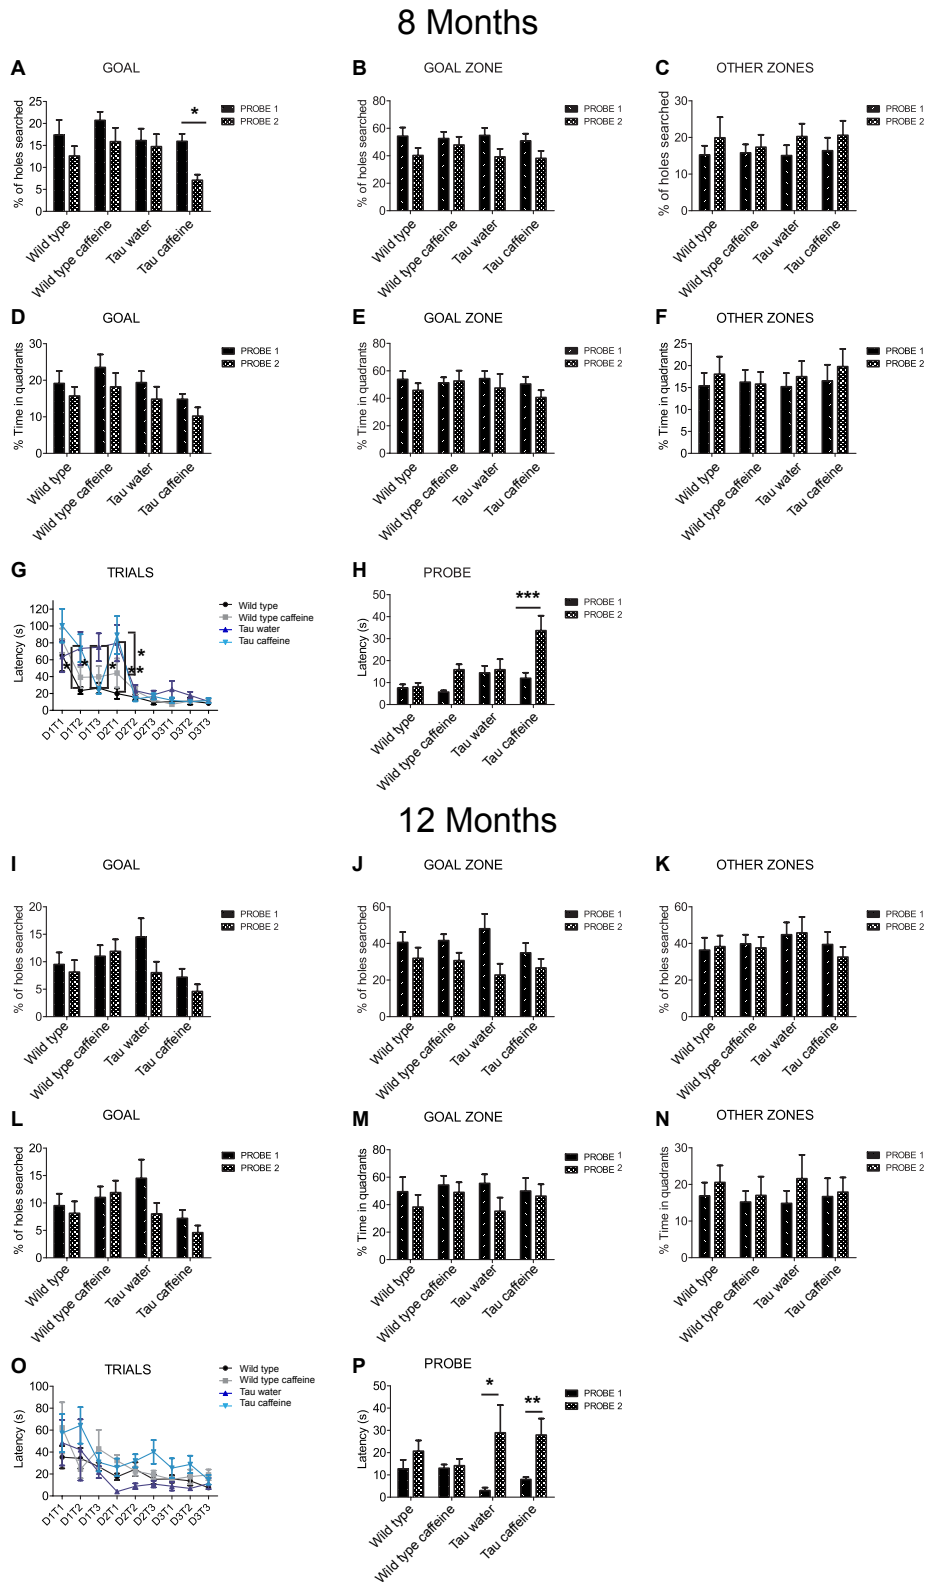 8 Months
A GOAL
% of holes searched
25
20
15
10
5
0
*
PROBE 1
PROBE 2
Wild type
Wild type caffeine
Tau water
Tau caffeine
B GOAL ZONE
% of holes searched
80
60
40
20
0
PROBE 1
PROBE 2
Wild type
Wild type caffeine
Tau water
Tau caffeine
C OTHER ZONES
% of holes searched
30
20
10
0
PROBE 1
PROBE 2
Wild type
Wild type caffeine
Tau water
Tau caffeine
D GOAL
% Time in quadrants
30
20
10
0
PROBE 1
PROBE 2
Wild type
Wild type caffeine
Tau water
Tau caffeine
E GOAL ZONE
% Time in quadrants
80
60
40
20
0
PROBE 1
PROBE 2
Wild type
Wild type caffeine
Tau water
Tau caffeine
F OTHER ZONES
% Time in quadrants
25
20
15
10
5
0
PROBE 1
PROBE 2
Wild type
Wild type caffeine
Tau water
Tau caffeine
G TRIALS
Latency (s)
120
100
80
60
40
20
0
* * * * **
Wild type
Wild type caffeine
Tau water
Tau caffeine
D1T1
D1T2
D1T3
D2T1
D2T2
D2T3
D3T1
D3T2
D3T3
H PROBE
Latency (s)
50
40
30
20
10
0
***
PROBE 1
PROBE 2
Wild type
Wild type caffeine
Tau water
Tau caffeine
12 Months
I GOAL
% of holes searched
20
15
10
5
0
PROBE 1
PROBE 2
Wild type
Wild type caffeine
Tau water
Tau caffeine
J GOAL ZONE
% of holes searched
60
40
20
0
PROBE 1
PROBE 2
Wild type
Wild type caffeine
Tau water
Tau caffeine
K OTHER ZONES
% of holes searched
60
40
20
0
PROBE 1
PROBE 2
Wild type
Wild type caffeine
Tau water
Tau caffeine
L GOAL
% of holes searched
20
15
10
5
0
PROBE 1
PROBE 2
Wild type
Wild type caffeine
Tau water
Tau caffeine
M GOAL ZONE
% Time in quadrants
80
60
40
20
0
PROBE 1
PROBE 2
Wild type
Wild type caffeine
Tau water
Tau caffeine
N OTHER ZONES
% Time in quadrants
30
20
10
0
PROBE 1
PROBE 2
Wild type
Wild type caffeine
Tau water
Tau caffeine
O TRIALS
Latency (s)
100
80
60
40
20
0
Wild type
Wild type caffeine
Tau water
Tau caffeine
D1T1
D1T2
D1T3
D2T1
D2T2
D2T3
D3T1
D3T2
D3T3
P PROBE
Latency (s)
50
40
30
20
10
0
*
**
PROBE 1
PROBE 2
Wild type
Wild type caffeine
Tau water
Tau caffeine